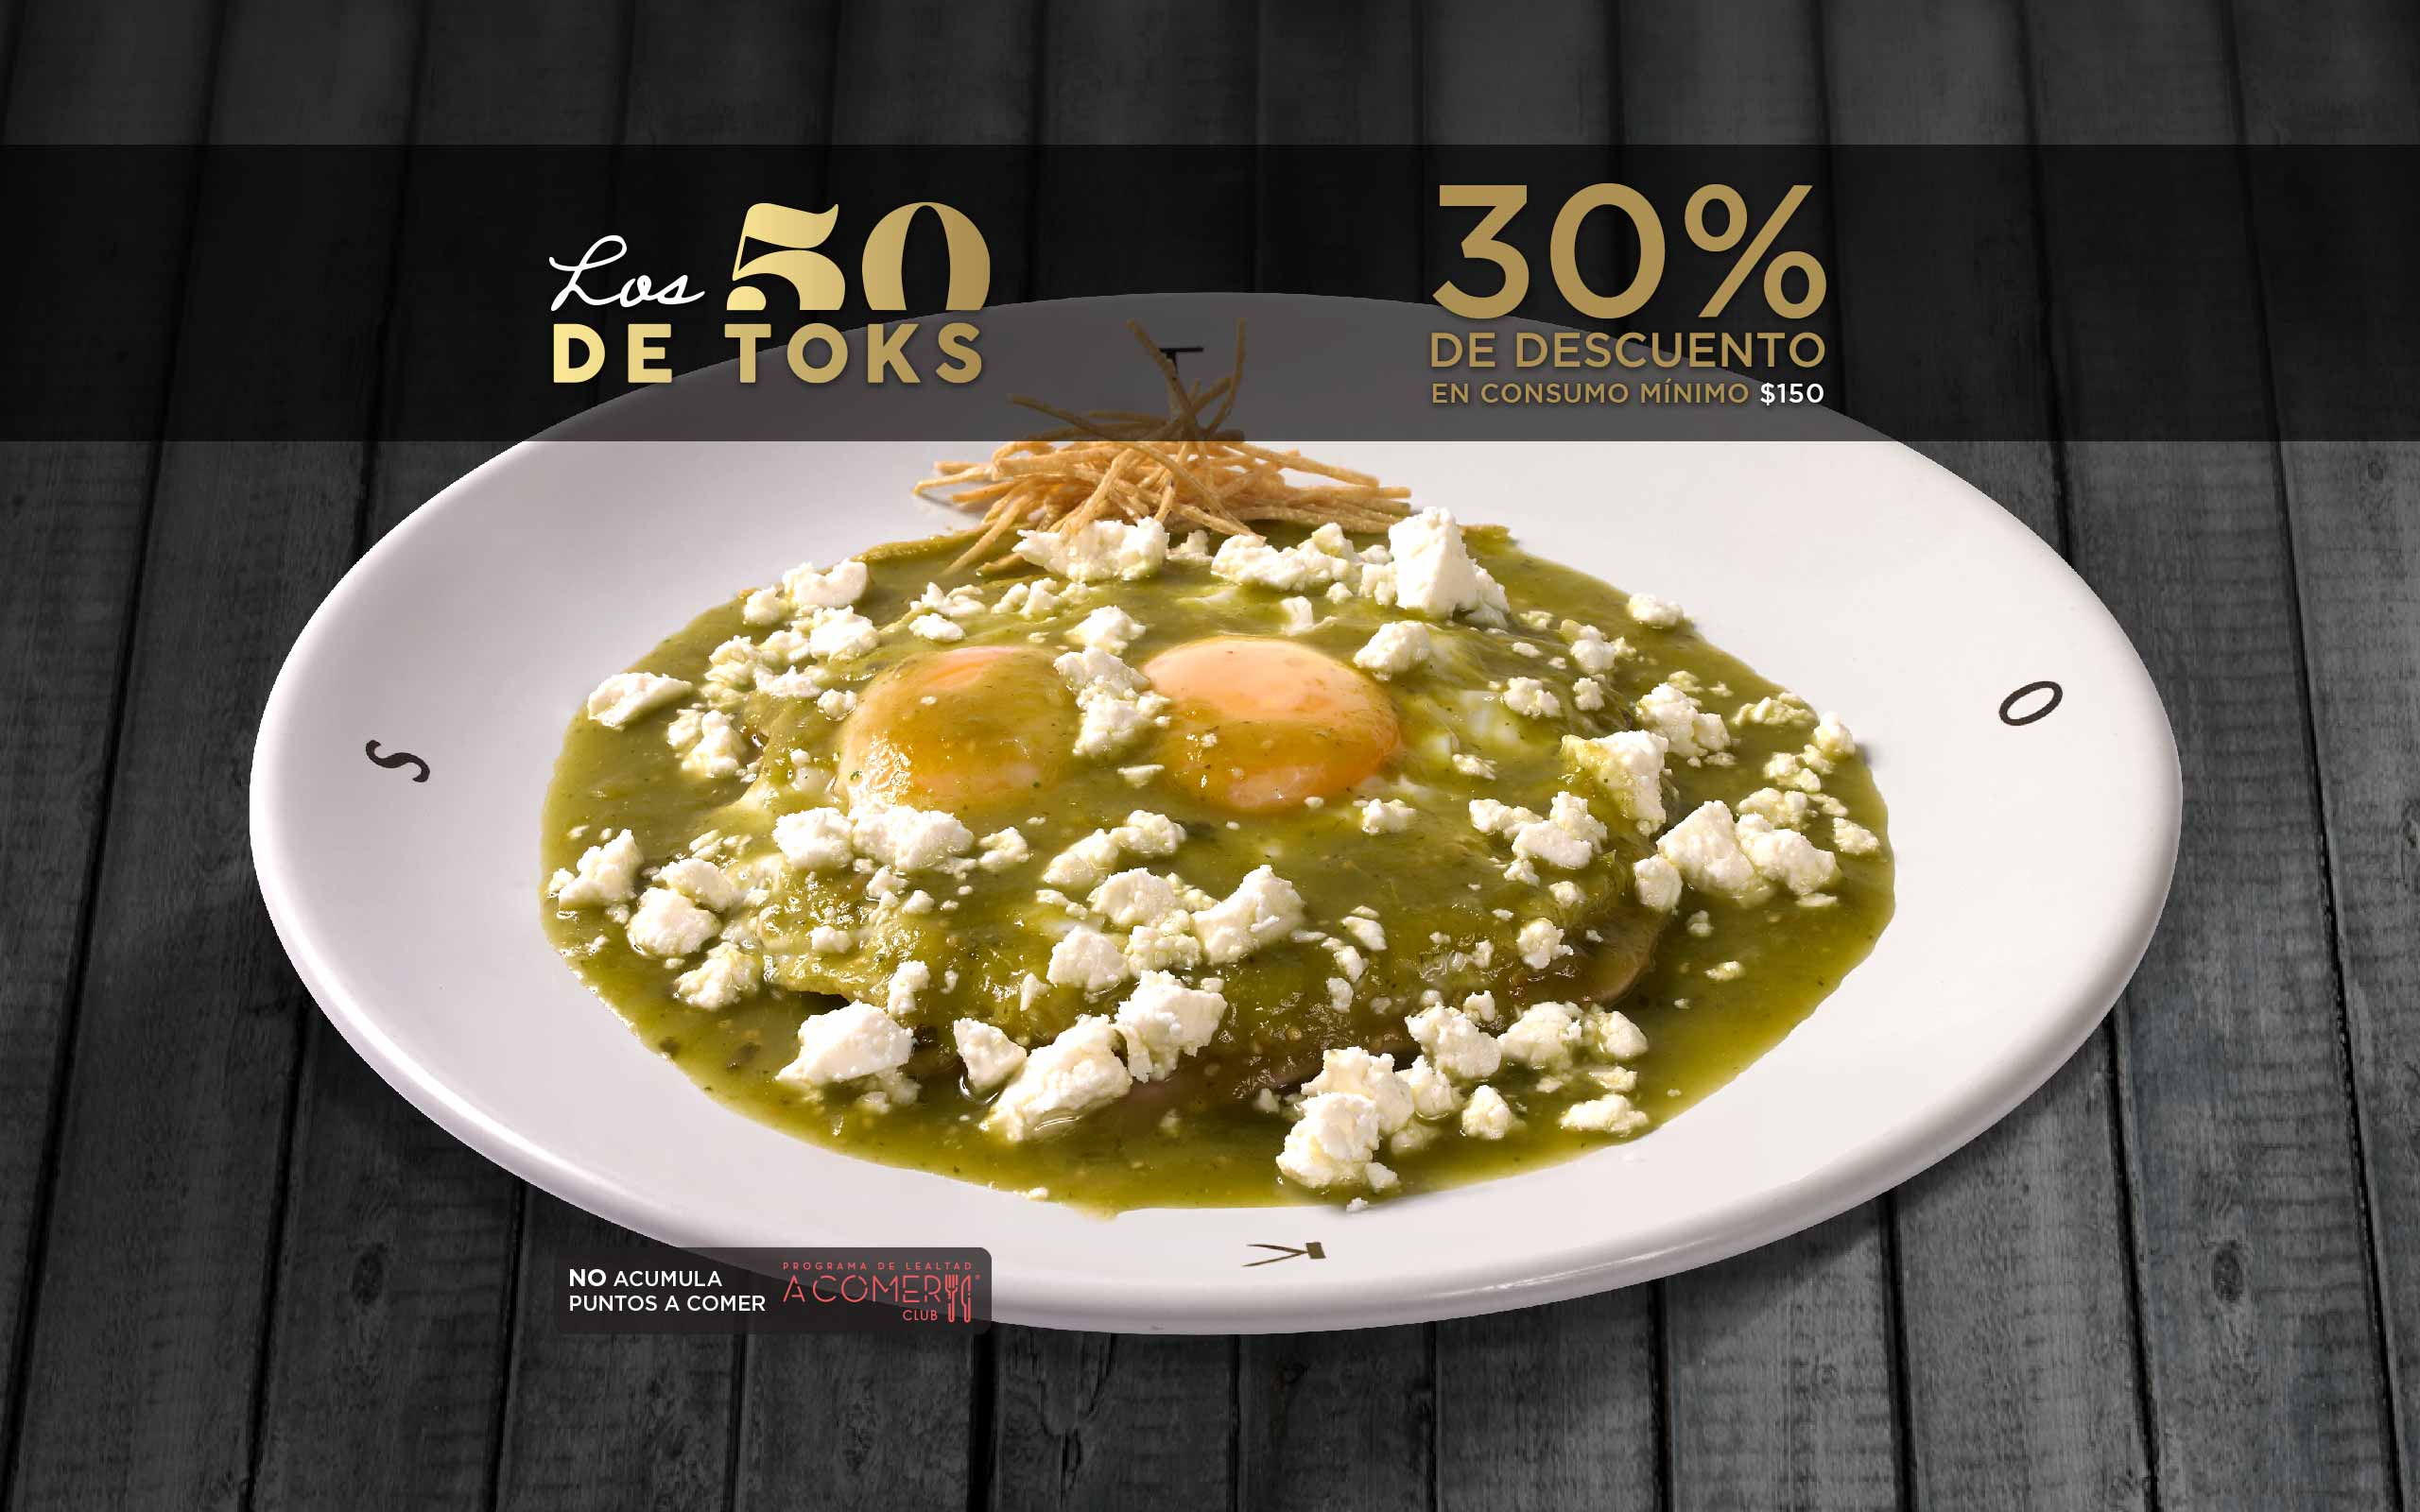 Los 50
DE TOKS
30%
DE DESCUENTO
EN CONSUMO MÍNIMO $150
T
O
K
S
NO ACUMULA
PUNTOS A COMER
PROGRAMA DE LEALTAD
ACOMER®
CLUB